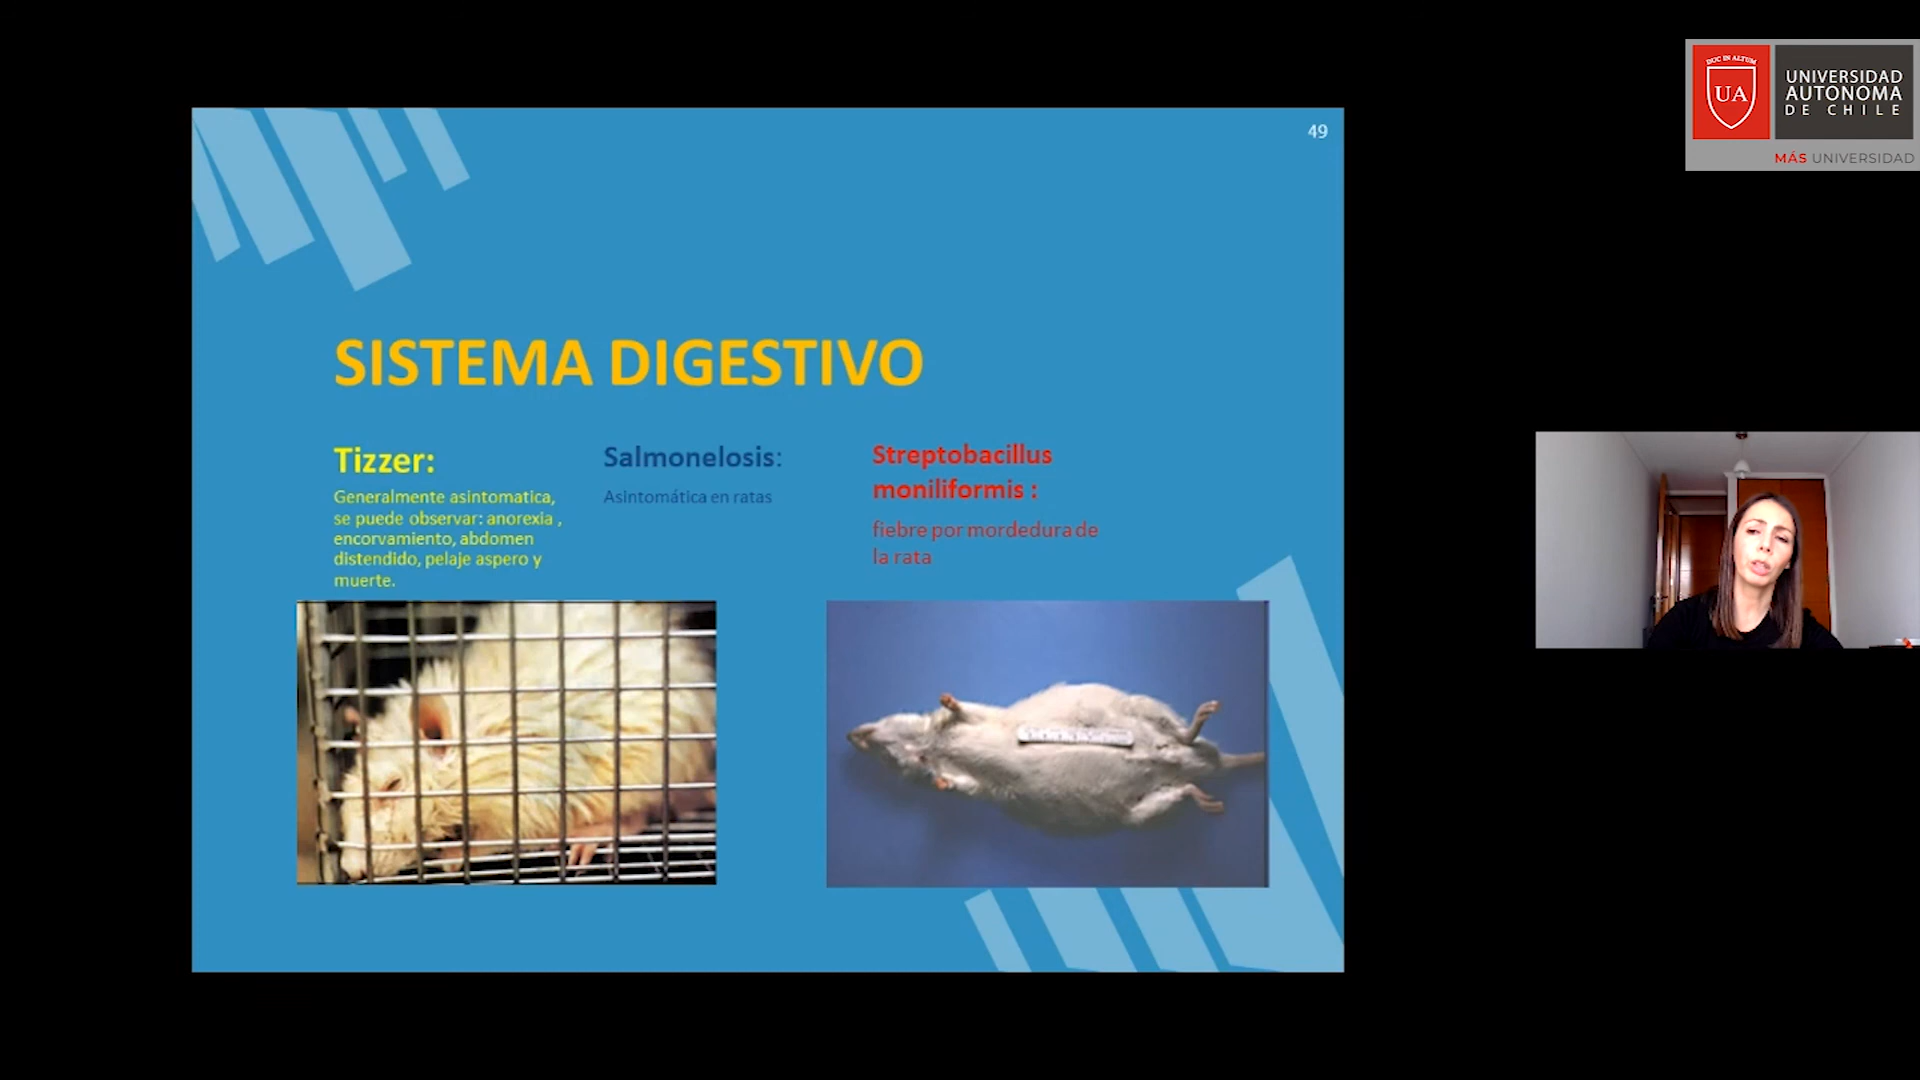 49
SISTEMA DIGESTIVO
Tizzer:
Generalmente asintomatica,
se puede observar: anorexia ,
encorvamiento, abdomen
distendido, pelaje aspero y
muerte.
Salmonelosis:
Asintomática en ratas
Streptobacillus
moniliformis :
fiebre por mordedura de
la rata
DUC IN ALTUM
UA
UNIVERSIDAD
AUTONOMA
DE CHILE
MÁS UNIVERSIDAD